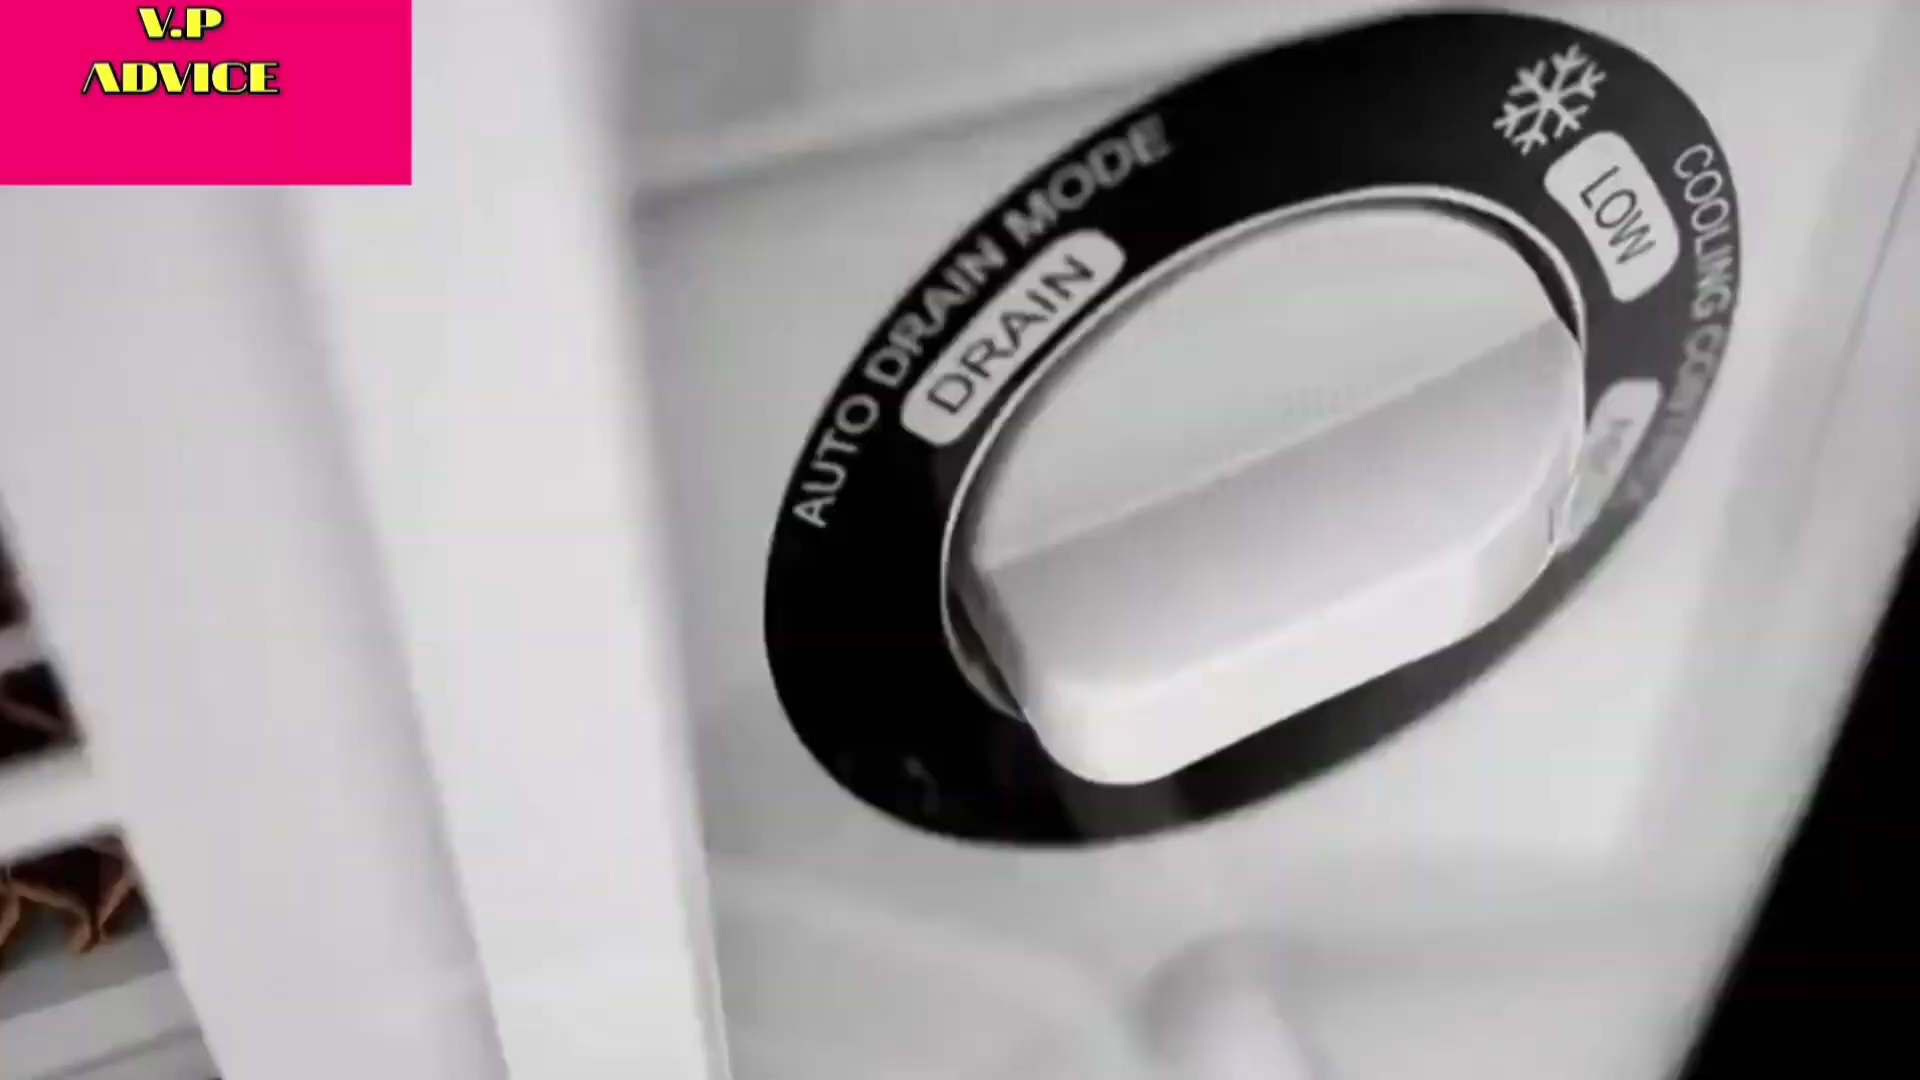 V.P
ADVICE
AUTO DRAIN MODE
DRAIN
LOW
COOLING